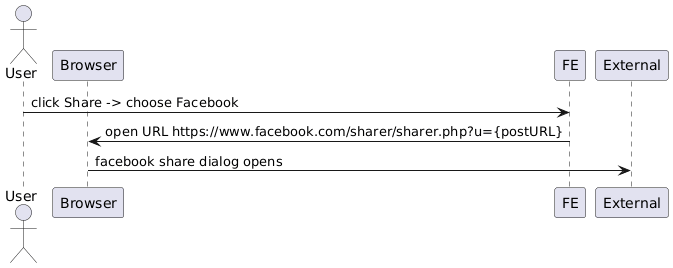 User
Browser
FE
External
click Share -> choose Facebook
open URL https://www.facebook.com/sharer/sharer.php?u={postURL}
facebook share dialog opens
User
Browser
FE
External